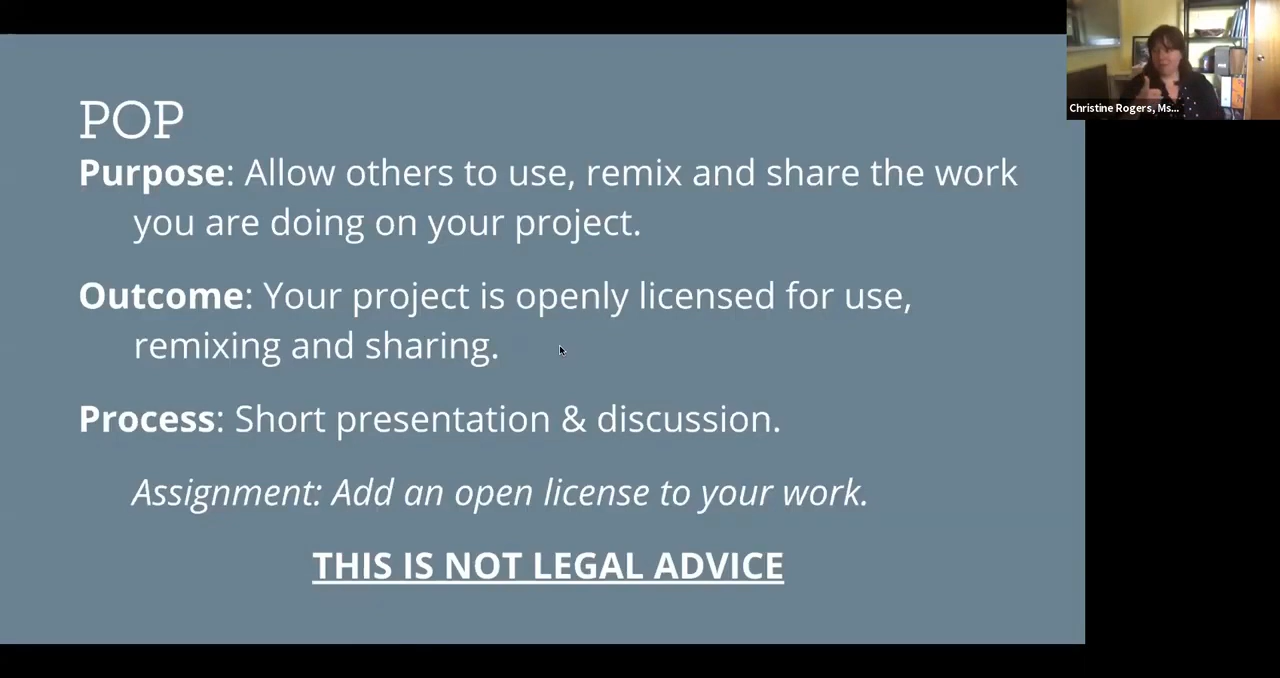 POP
Purpose: Allow others to use, remix and share the work
you are doing on your project.
Outcome: Your project is openly licensed for use,
remixing and sharing.
Process: Short presentation & discussion.
Assignment: Add an open license to your work.
THIS IS NOT LEGAL ADVICE
Christine Rogers, Ms...